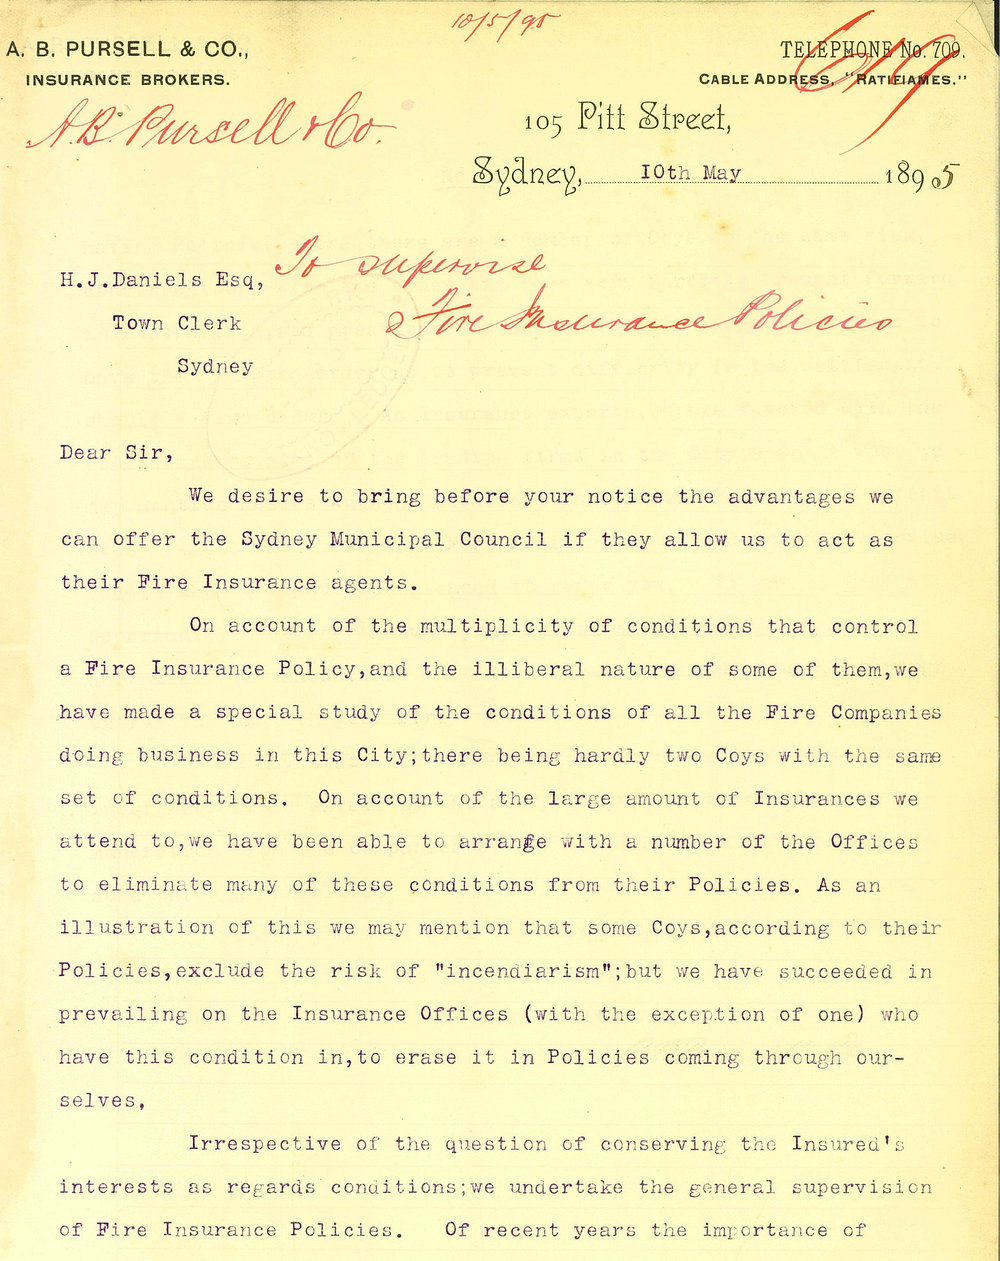 10/5/95
A. B. PURSELL & CO.,
INSURANCE BROKERS.
TELEPHONE No. 709.
CABLE ADDRESS, "RATIFIAMES."
A.B. Pursell & Co.
105 Pitt Street,
Sydney, 10th May 1895
To supervise
Fire Insurance Policies
H.J.Daniels Esq,
Town Clerk
Sydney
Dear Sir,
We desire to bring before your notice the advantages we
can offer the Sydney Municipal Council if they allow us to act as
their Fire Insurance agents.
On account of the multiplicity of conditions that control
a Fire Insurance Policy,and the illiberal nature of some of them,we
have made a special study of the conditions of all the Fire Companies
doing business in this City;there being hardly two Coys with the same
set of conditions. On account of the large amount of Insurances we
attend to,we have been able to arrange with a number of the Offices
to eliminate many of these conditions from their Policies. As an
illustration of this we may mention that some Coys,according to their
Policies,exclude the risk of "incendiarism";but we have succeeded in
prevailing on the Insurance Offices (with the exception of one) who
have this condition in,to erase it in Policies coming through our-
selves,
Irrespective of the question of conserving the Insured's
interests as regards conditions;we undertake the general supervision
of Fire Insurance Policies. Of recent years the importance of